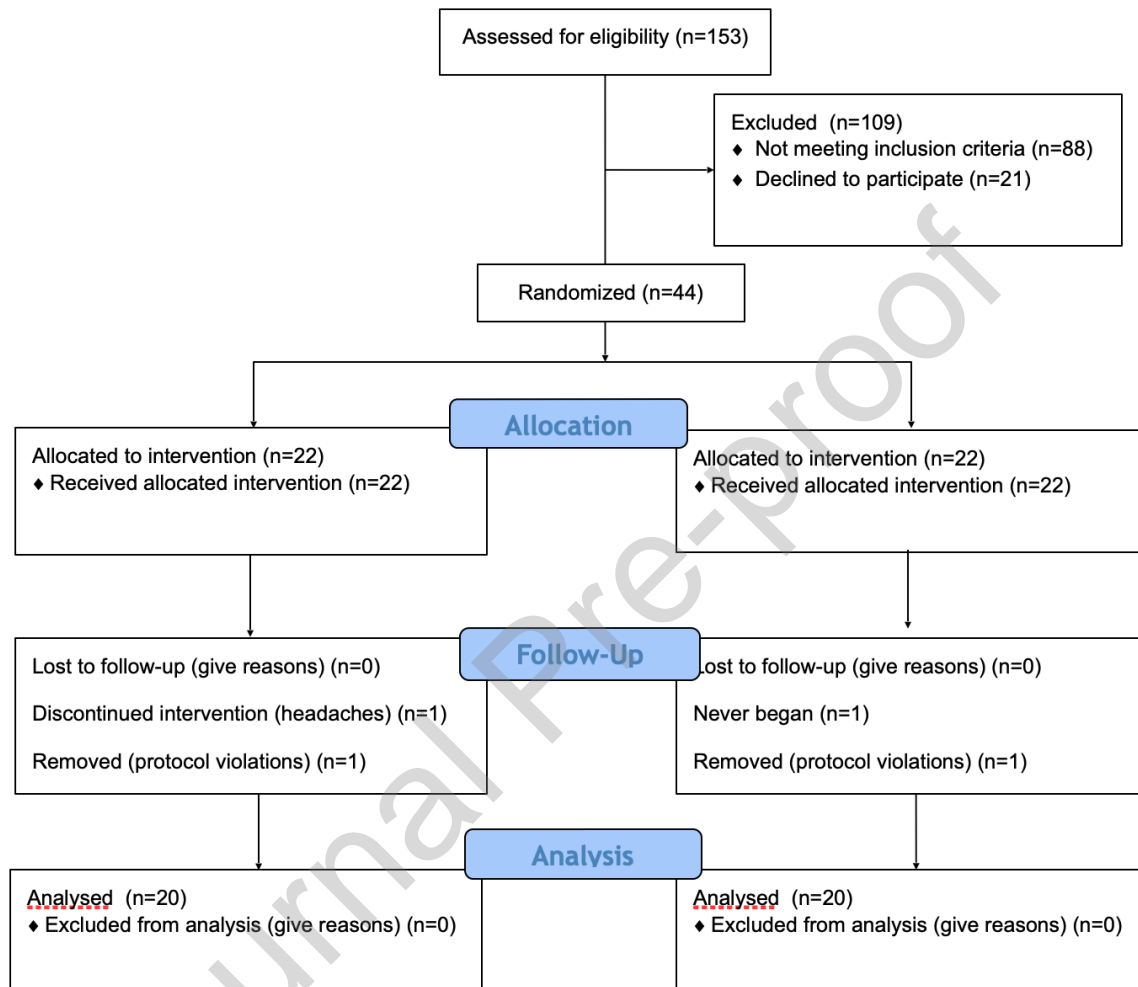 Assessed for eligibility (n=153)
Excluded (n=109)
♦ Not meeting inclusion criteria (n=88)
♦ Declined to participate (n=21)
Randomized (n=44)
Allocation
Allocated to intervention (n=22)
♦ Received allocated intervention (n=22)
Allocated to intervention (n=22)
♦ Received allocated intervention (n=22)
Follow-Up
Lost to follow-up (give reasons) (n=0)
Discontinued intervention (headaches) (n=1)
Removed (protocol violations) (n=1)
Lost to follow-up (give reasons) (n=0)
Never began (n=1)
Removed (protocol violations) (n=1)
Analysis
Analysed (n=20)
♦ Excluded from analysis (give reasons) (n=0)
Analysed (n=20)
♦ Excluded from analysis (give reasons) (n=0)
urnal Pre-proof